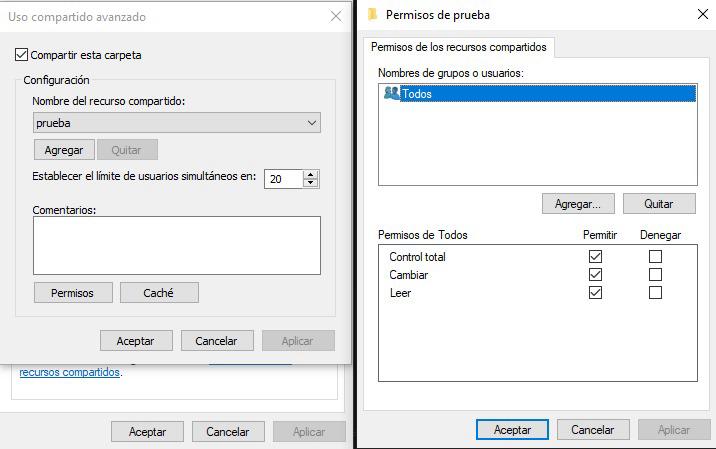 Uso compartido avanzado
Compartir esta carpeta
Configuración
Nombre del recurso compartido:
prueba
Agregar
Quitar
Establecer el límite de usuarios simultáneos en:
20
Comentarios:
Permisos
Caché
Aceptar
Cancelar
Aplicar
recursos compartidos.
Aceptar
Cancelar
Aplicar
Permisos de prueba
Permisos de los recursos compartidos
Nombres de grupos o usuarios:
Todos
Agregar...
Quitar
Permisos de Todos
Permitir
Denegar
Control total
Cambiar
Leer
Aceptar
Cancelar
Aplicar